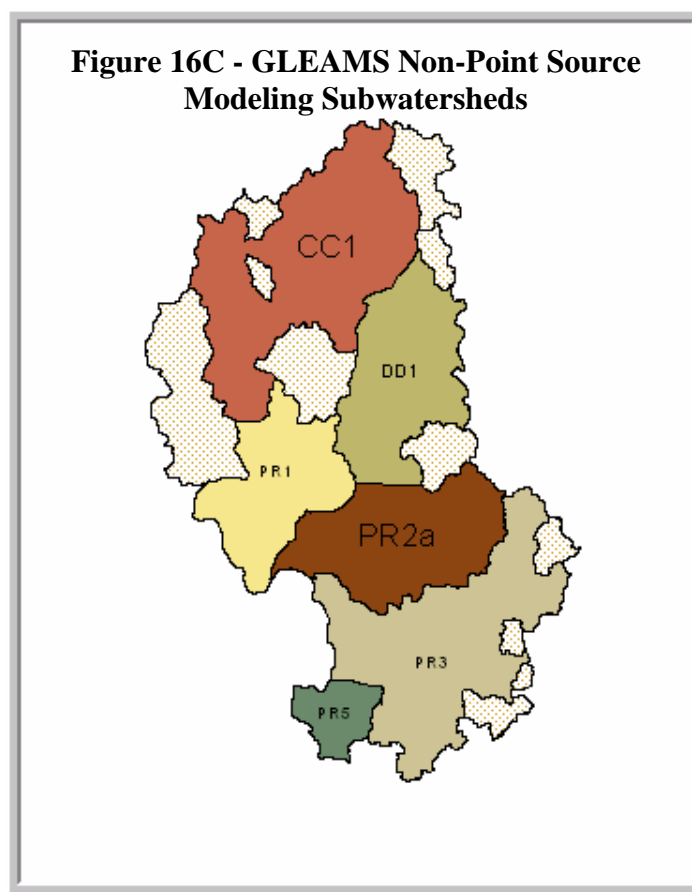 Figure 16C - GLEAMS Non-Point Source
Modeling Subwatersheds
CC1
DD1
PR1
PR2a
PR3
PR5